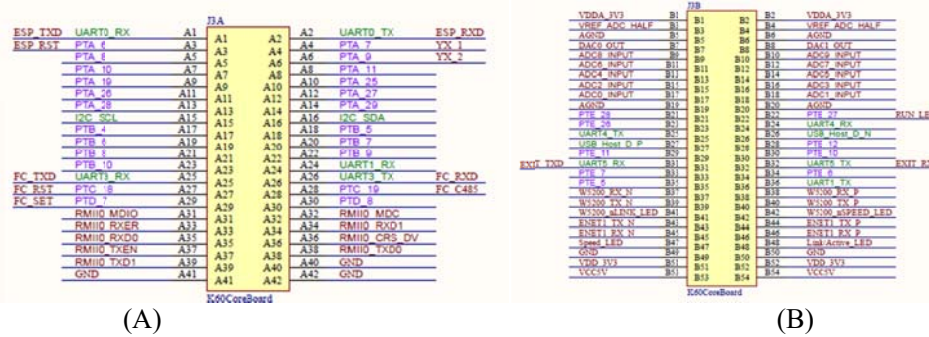 J3A
ESP_TXD UART0_RX A1 A1 A2 A2 UART0_TX ESP_RXD
ESP RST PTA_6 A3 A3 A4 A4 PTA_7 YX_1
PTA_8 A5 A5 A6 A6 PTA_9 YX_2
PTA_10 A7 A7 A8 A8 PTA_11
PTA_19 A9 A9 A10 A10 PTA_25
PTA_26 A11 A11 A12 A12 PTA_27
PTA_28 A13 A13 A14 A14 PTA_29
I2C_SCL A15 A15 A16 A16 I2C_SDA
PTB_4 A17 A17 A18 A18 PTB_5
PTB_6 A19 A19 A20 A20 PTB_7
PTB_8 A21 A21 A22 A22 PTB_9
PTB_10 A23 A23 A24 A24 UART1_RX
FC_TXD UART3_RX A25 A25 A26 A26 UART3_TX FC_RXD
FC_RST PTC_18 A27 A27 A28 A28 PTC_19 FC_C485
FC_SET PTD_7 A29 A29 A30 A30 PTD_8
RMII0_MDIO A31 A31 A32 A32 RMII0_MDC
RMII0_RXER A33 A33 A34 A34 RMII0_RXD1
RMII0_RXD0 A35 A35 A36 A36 RMII0_CRS_DV
RMII0_TXEN A37 A37 A38 A38 RMII0_TXD0
RMII0_TXD1 A39 A39 A40 A40 GND
GND A41 A41 A42 A42 GND
K60CoreBoard
(A)
J3B
VDDA_3V3 B1 B1 B2 B2 VDDA_3V3
VREF_ADC_HALF B3 B3 B4 B4 VREF_ADC_HALF
AGND B5 B5 B6 B6 AGND
DAC0_OUT B7 B7 B8 B8 DAC1_OUT
ADC8_INPUT B9 B9 B10 B10 ADC9_INPUT
ADC6_INPUT B11 B11 B12 B12 ADC7_INPUT
ADC4_INPUT B13 B13 B14 B14 ADC5_INPUT
ADC2_INPUT B15 B15 B16 B16 ADC3_INPUT
ADC0_INPUT B17 B17 B18 B18 ADC1_INPUT
AGND B19 B19 B20 B20 AGND
PTE_28 B21 B21 B22 B22 PTE_27
PTE_26 B23 B23 B24 B24 UART4_RX
UART4_TX B25 B25 B26 B26 USB_Host_D_N
USB_Host_D_P B27 B27 B28 B28 PTE_12
PTE_11 B29 B29 B30 B30 PTE_10
EXIT_TXD UART5_RX B31 B31 B32 B32 UART5_TX
PTE_7 B33 B33 B34 B34 PTE_6
PTE_5 B35 B35 B36 B36 UART1_TX
W5200_RX_N B37 B37 B38 B38 W5200_RX_P
W5200_TX_N B39 B39 B40 B40 W5200_TX_P
W5200_nLINK_LED B41 B41 B42 B42 W5200_nSPEED_LED
ENET1_TX_N B43 B43 B44 B44 ENET1_TX_P
ENET1_RX_N B45 B45 B46 B46 ENET1_RX_P
Speed_LED B47 B47 B48 B48 Link/Active_LED
GND B49 B49 B50 B50 GND
VDD_3V3 B51 B51 B52 B52 VDD_3V3
VCC5V B53 B53 B54 B54 VCC5V
K60CoreBoard
(B)